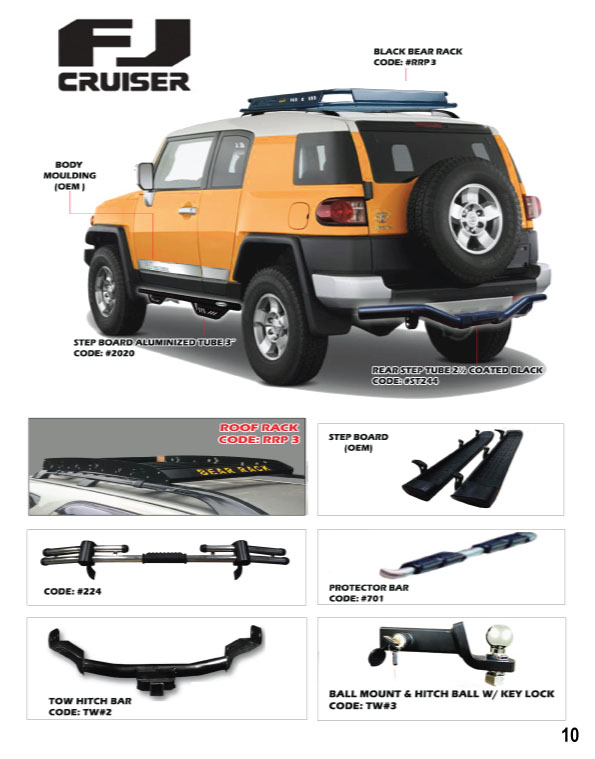 FJ
CRUISER
BLACK BEAR RACK
CODE: #RRP 3
BODY
MOULDING
(OEM )
STEP BOARD ALUMINIZED TUBE 3"
CODE: #2020
REAR STEP TUBE 2½ COATED BLACK
CODE: #ST244
ROOF RACK
CODE: RRP 3
BEAR RACK
STEP BOARD
(OEM)
CODE: #224
PROTECTOR BAR
CODE: #701
TOW HITCH BAR
CODE: TW#2
BALL MOUNT & HITCH BALL W/ KEY LOCK
CODE: TW#3
10